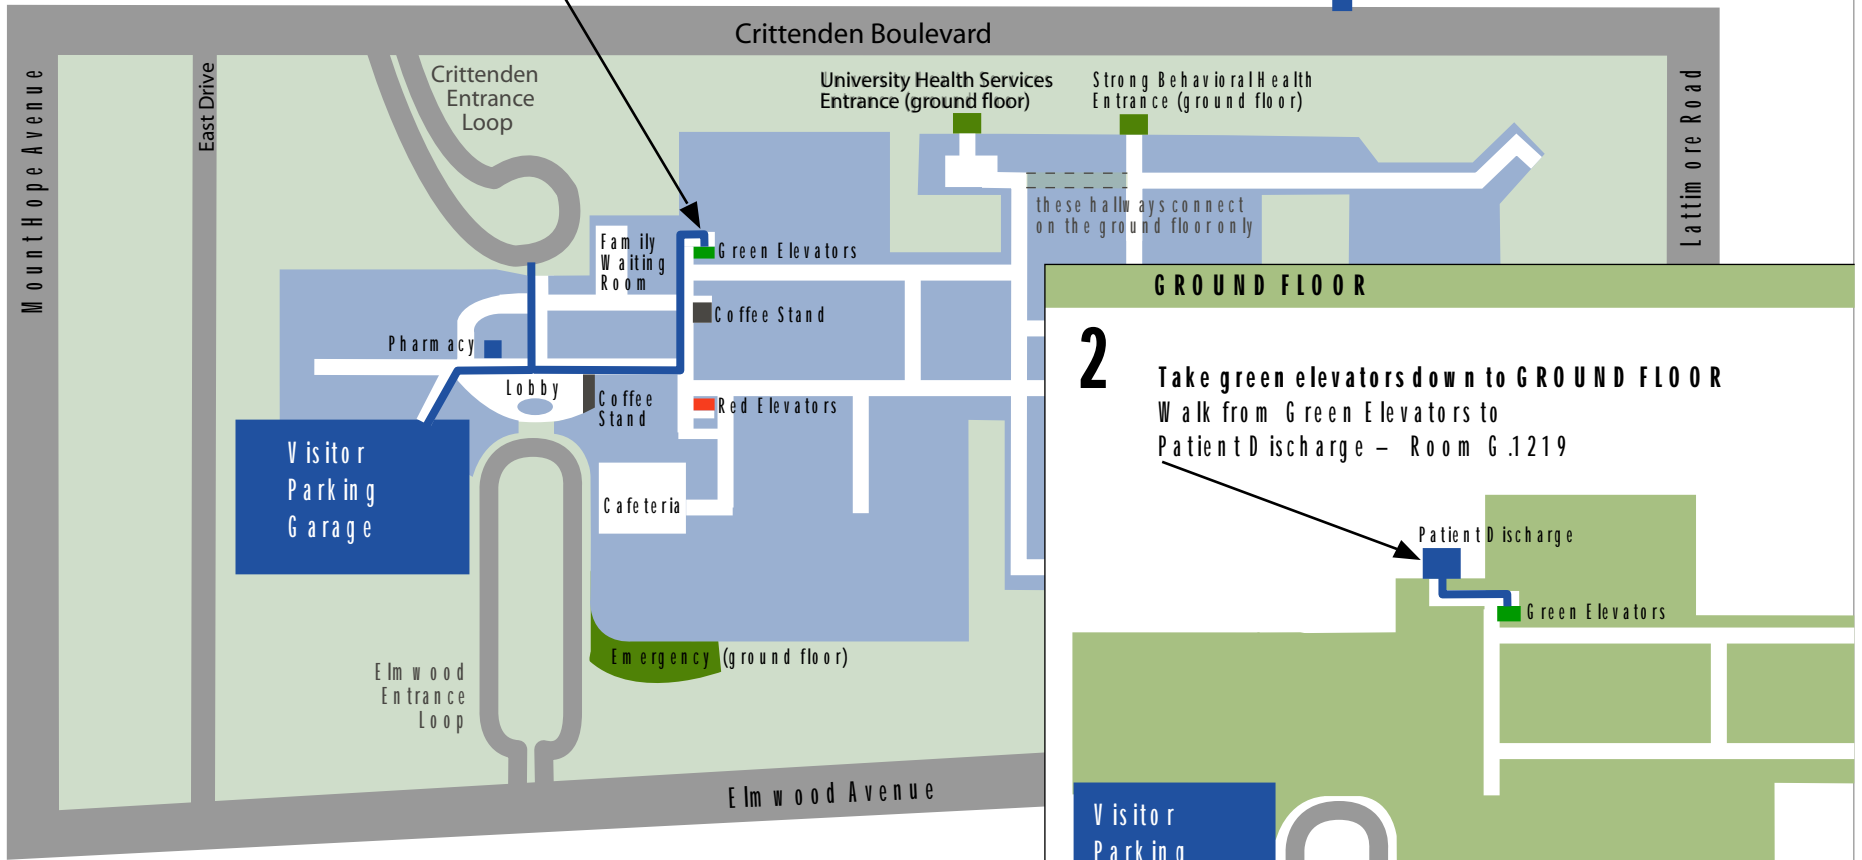 Crittenden Boulevard
Mount Hope Avenue
East Drive
Crittenden
Entrance
Loop
University Health Services
Entrance (ground floor)
Strong Behavioral Health
Entrance (ground floor)
Lattimore Road
these hallways connect
on the ground floor only
Family
Waiting
Room
Green Elevators
Coffee Stand
Pharmacy
Lobby
Coffee
Stand
Red Elevators
Visitor
Parking
Garage
Cafeteria
Emergency (ground floor)
Elmwood
Entrance
Loop
Elmwood Avenue
GROUND FLOOR
2
Take green elevators down to GROUND FLOOR
Walk from Green Elevators to
Patient Discharge – Room G.1219
Patient Discharge
Green Elevators
Visitor
Parking